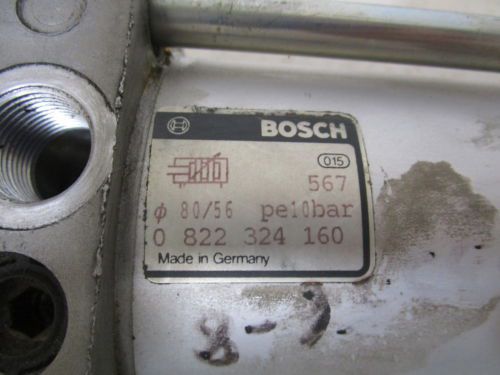 BOSCH
015
567
φ 80/56 pe10bar
0 822 324 160
Made in Germany